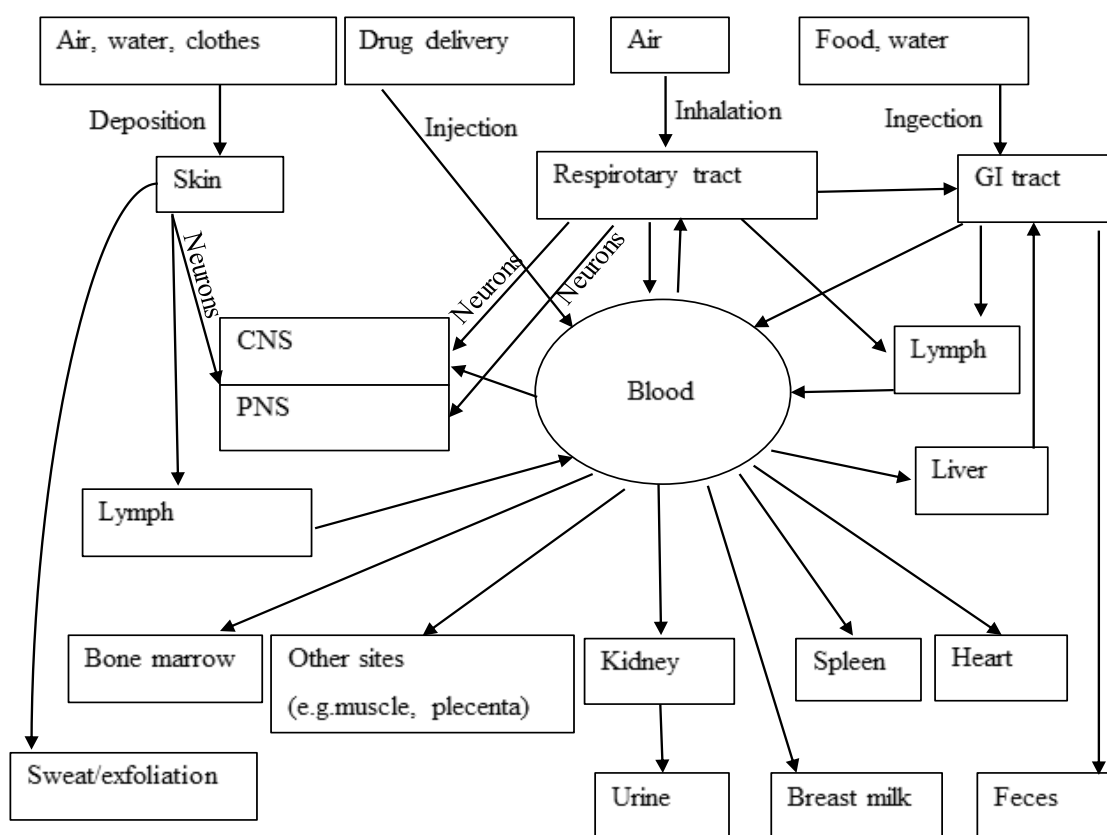 Air, water, clothes
Drug delivery
Air
Food, water
Deposition
Injection
Inhalation
Ingection
Skin
Respirotary tract
GI tract
Neurons
Neurons
Neurons
CNS
PNS
Blood
Lymph
Liver
Lymph
Bone marrow
Other sites
(e.g.muscle, plecenta)
Kidney
Spleen
Heart
Sweat/exfoliation
Urine
Breast milk
Feces